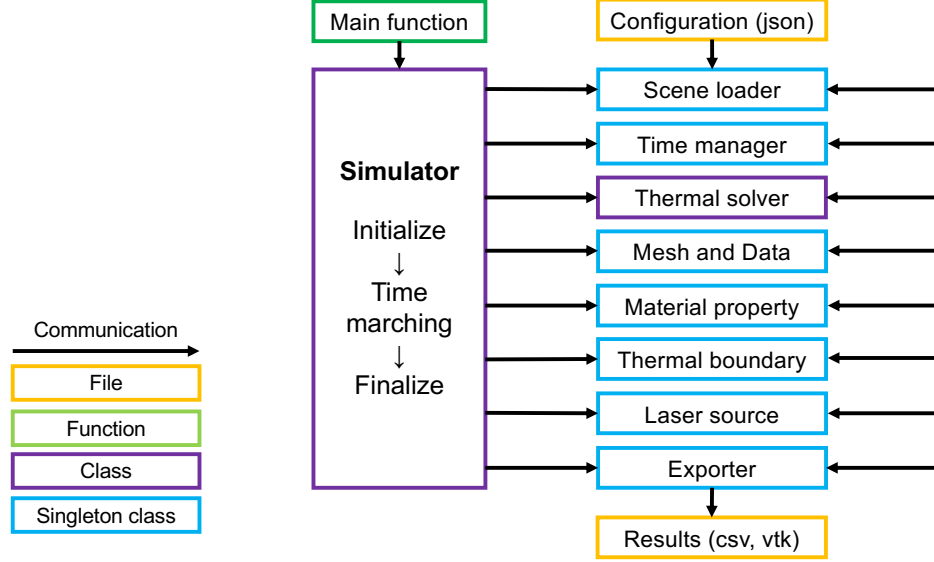 Main function
Configuration (json)
Simulator
Initialize
↓
Time
marching
↓
Finalize
Scene loader
Time manager
Thermal solver
Mesh and Data
Material property
Thermal boundary
Laser source
Exporter
Results (csv, vtk)
Communication
File
Function
Class
Singleton class